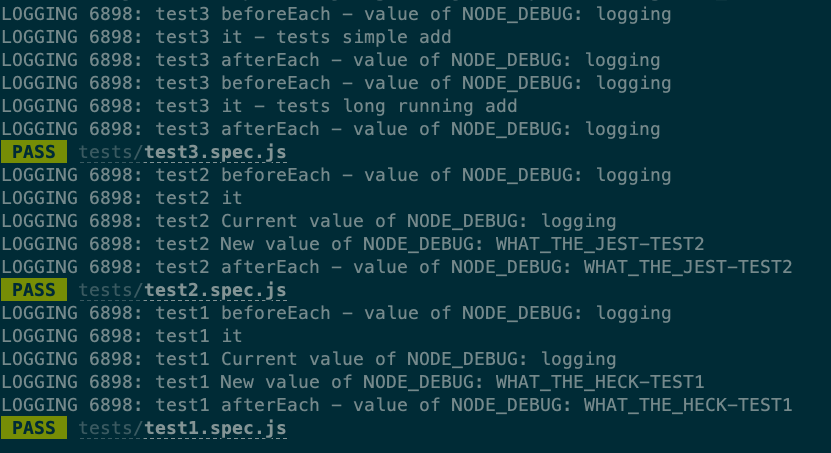 LOGGING 6898: test3 beforeEach – value of NODE_DEBUG: logging
LOGGING 6898: test3 it – tests simple add
LOGGING 6898: test3 afterEach – value of NODE_DEBUG: logging
LOGGING 6898: test3 beforeEach – value of NODE_DEBUG: logging
LOGGING 6898: test3 it – tests long running add
LOGGING 6898: test3 afterEach – value of NODE_DEBUG: logging
PASS tests/test3.spec.js
LOGGING 6898: test2 beforeEach – value of NODE_DEBUG: logging
LOGGING 6898: test2 it
LOGGING 6898: test2 Current value of NODE_DEBUG: logging
LOGGING 6898: test2 New value of NODE_DEBUG: WHAT_THE_JEST-TEST2
LOGGING 6898: test2 afterEach – value of NODE_DEBUG: WHAT_THE_JEST-TEST2
PASS tests/test2.spec.js
LOGGING 6898: test1 beforeEach – value of NODE_DEBUG: logging
LOGGING 6898: test1 it
LOGGING 6898: test1 Current value of NODE_DEBUG: logging
LOGGING 6898: test1 New value of NODE_DEBUG: WHAT_THE_HECK-TEST1
LOGGING 6898: test1 afterEach – value of NODE_DEBUG: WHAT_THE_HECK-TEST1
PASS tests/test1.spec.js